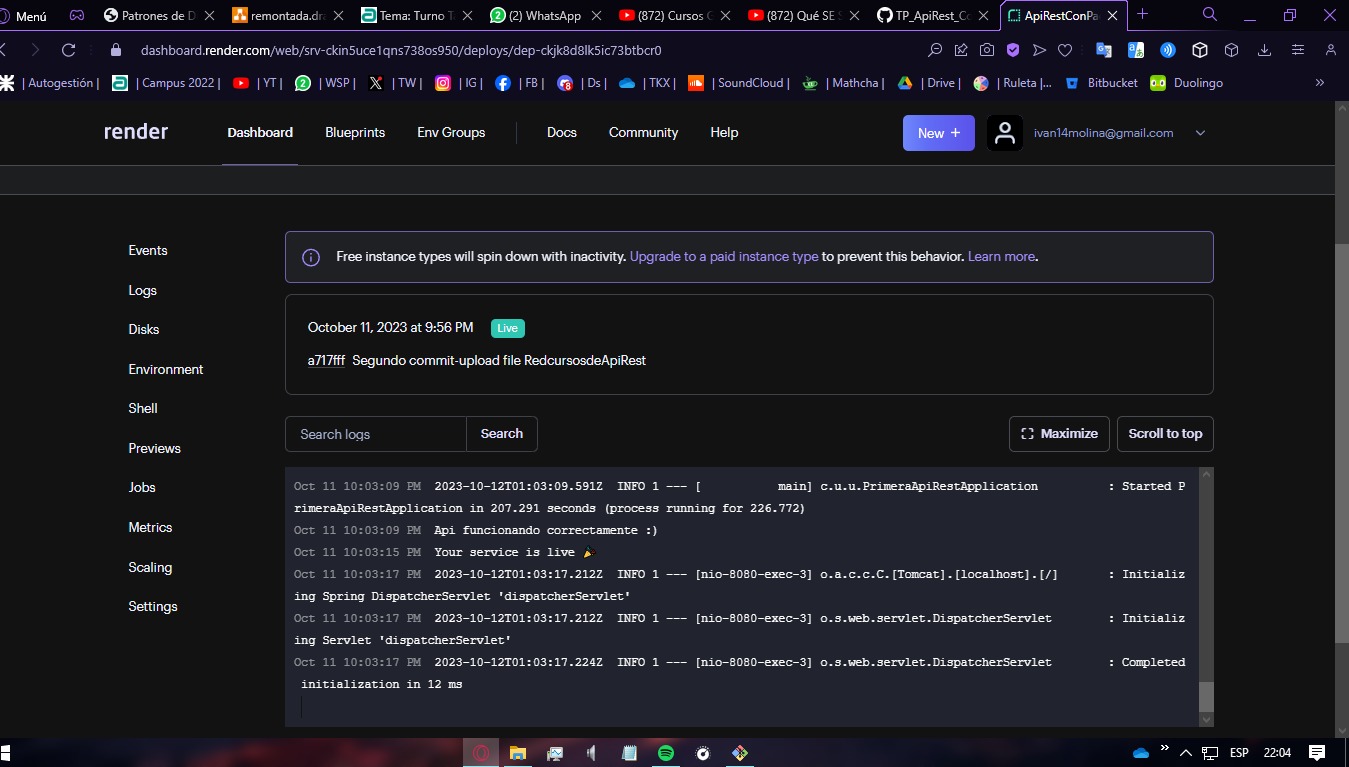 Menú
Patrones de D
remontada.dra
Tema: Turno T
(2) WhatsApp
(872) Cursos G
(872) Qué SE S
TP_ApiRest_Co
ApiRestConPa
dashboard.render.com/web/srv-ckin5uce1qns738os950/deploys/dep-ckjk8d8lk5ic73btbcr0
| Autogestión |
| Campus 2022 |
| YT |
| WSP |
| TW |
| IG |
| FB |
| Ds |
| TKX |
| SoundCloud |
| Mathcha |
| Drive |
| Ruleta |...
Bitbucket
Duolingo
render
Dashboard
Blueprints
Env Groups
Docs
Community
Help
New +
ivan14molina@gmail.com
Events
Logs
Disks
Environment
Shell
Previews
Jobs
Metrics
Scaling
Settings
Free instance types will spin down with inactivity. Upgrade to a paid instance type to prevent this behavior. Learn more.
October 11, 2023 at 9:56 PM Live
a717fff Segundo commit-upload file RedcursosdeApiRest
Search logs
Search
Maximize
Scroll to top
Oct 11 10:03:09 PM 2023-10-12T01:03:09.591Z INFO 1 --- [ main] c.u.u.PrimeraApiRestApplication : Started P
rimeraApiRestApplication in 207.291 seconds (process running for 226.772)
Oct 11 10:03:09 PM Api funcionando correctamente :)
Oct 11 10:03:15 PM Your service is live 🎉
Oct 11 10:03:17 PM 2023-10-12T01:03:17.212Z INFO 1 --- [nio-8080-exec-3] o.a.c.c.C.[Tomcat].[localhost].[/] : Initializ
ing Spring DispatcherServlet 'dispatcherServlet'
Oct 11 10:03:17 PM 2023-10-12T01:03:17.212Z INFO 1 --- [nio-8080-exec-3] o.s.web.servlet.DispatcherServlet : Initializ
ing Servlet 'dispatcherServlet'
Oct 11 10:03:17 PM 2023-10-12T01:03:17.224Z INFO 1 --- [nio-8080-exec-3] o.s.web.servlet.DispatcherServlet : Completed
initialization in 12 ms
ESP
22:04